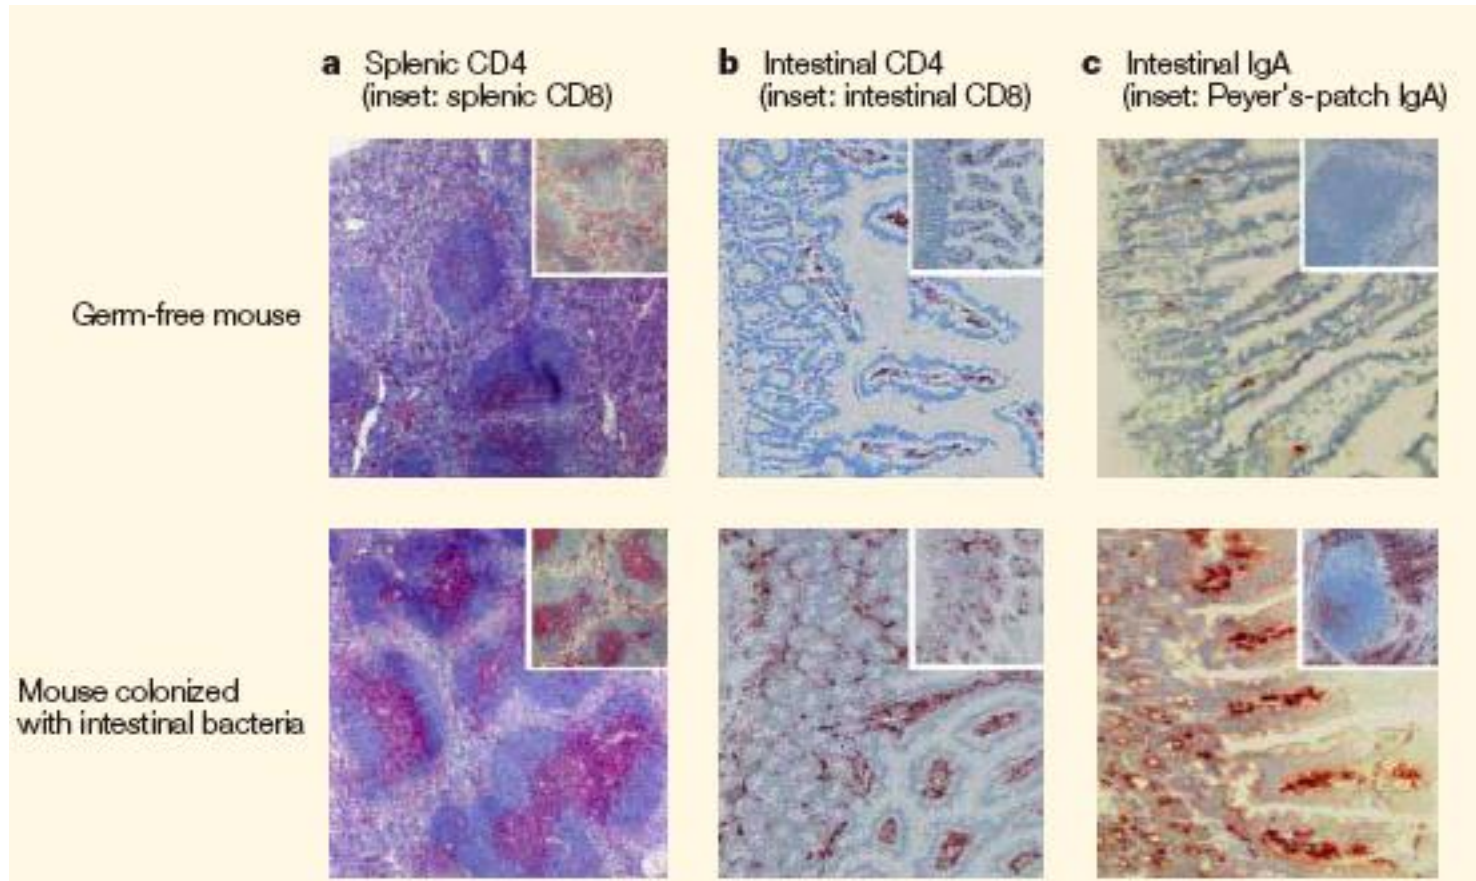 a Splenic CD4
(inset: splenic CD8)
b Intestinal CD4
(inset: intestinal CD8)
c Intestinal IgA
(inset: Peyer's-patch IgA)
Germ-free mouse
Mouse colonized
with intestinal bacteria